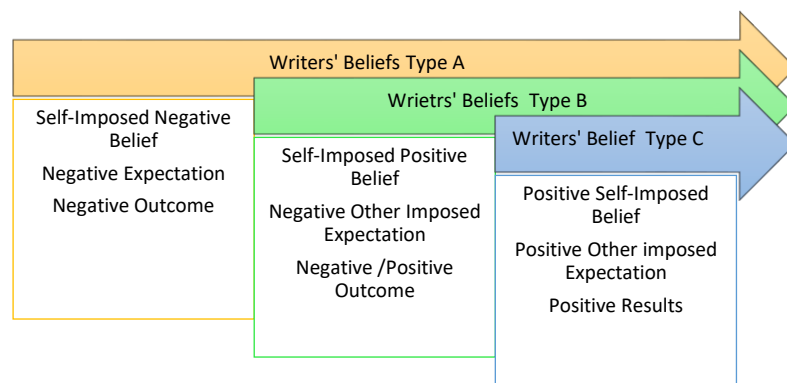 Writers' Beliefs Type A
Self-Imposed Negative
Belief
Negative Expectation
Negative Outcome
Wrietrs' Beliefs Type B
Self-Imposed Positive
Belief
Negative Other Imposed
Expectation
Negative /Positive
Outcome
Writers' Belief Type C
Positive Self-Imposed
Belief
Positive Other imposed
Expectation
Positive Results